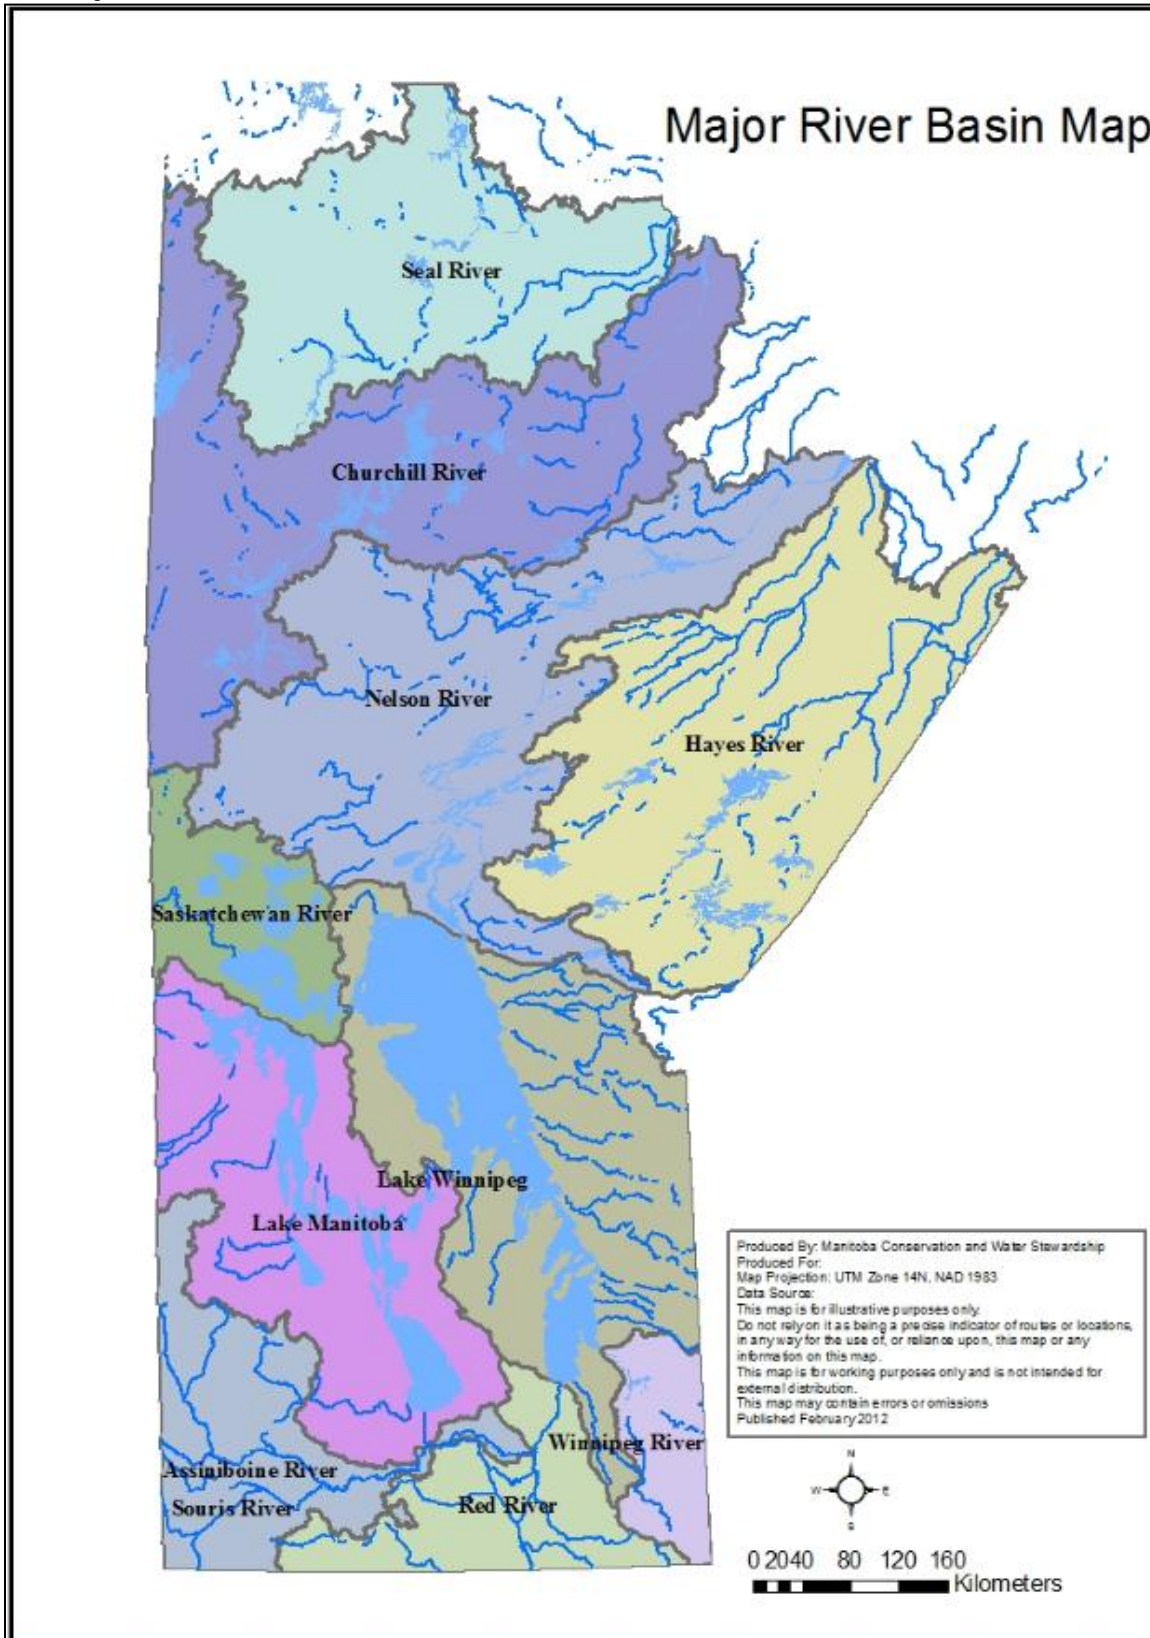 Major River Basin Map
Seal River
Churchill River
Nelson River
Hayes River
Saskatchewan River
Lake Winnipeg
Lake Manitoba
Winnipeg River
Assiniboine River
Souris River
Red River
Produced By: Manitoba Conservation and Water Stewardship
Produced For:
Map Projection: UTM Zone 14N, NAD 1983
Data Source:
This map is for illustrative purposes only.
Do not rely on it as being a precise indicator of routes or locations,
in any way for the use of, or reliance upon, this map or any
information on this map.
This map is for working purposes only and is not intended for
external distribution.
This map may contain errors or omissions
Published February 2012
N
W E
S
0 20 40 80 120 160
Kilometers